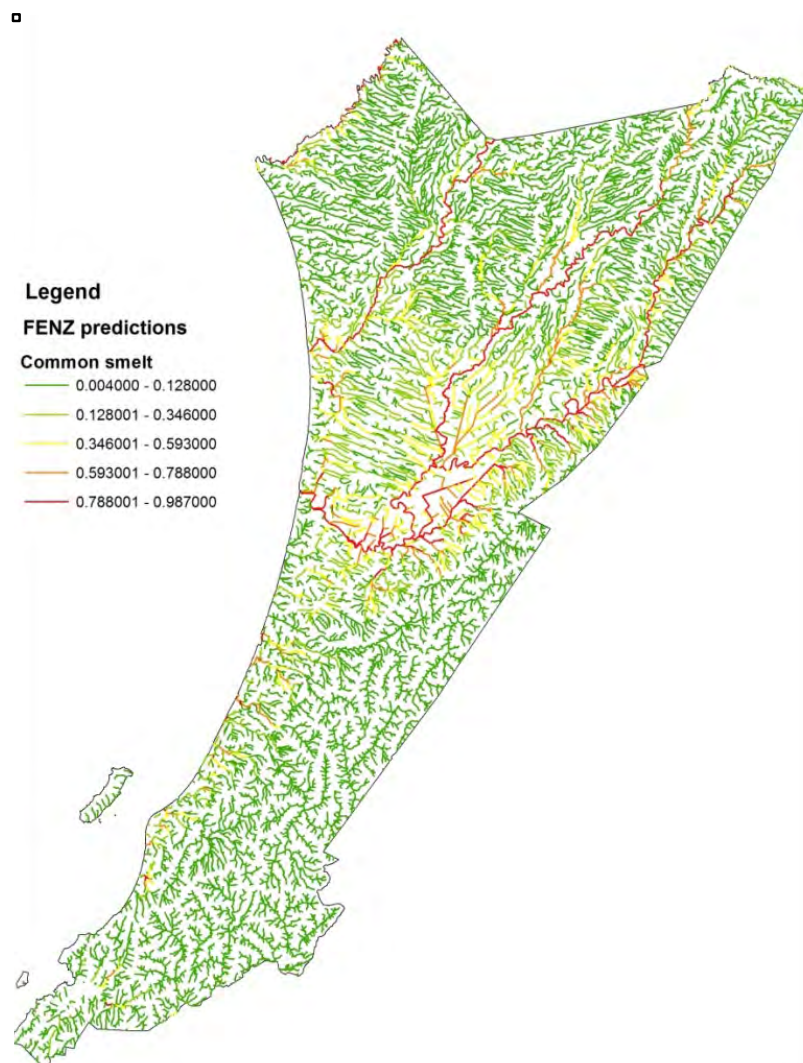 Legend
FENZ predictions
Common smelt
0.004000 - 0.128000
0.128001 - 0.346000
0.346001 - 0.593000
0.593001 - 0.788000
0.788001 - 0.987000